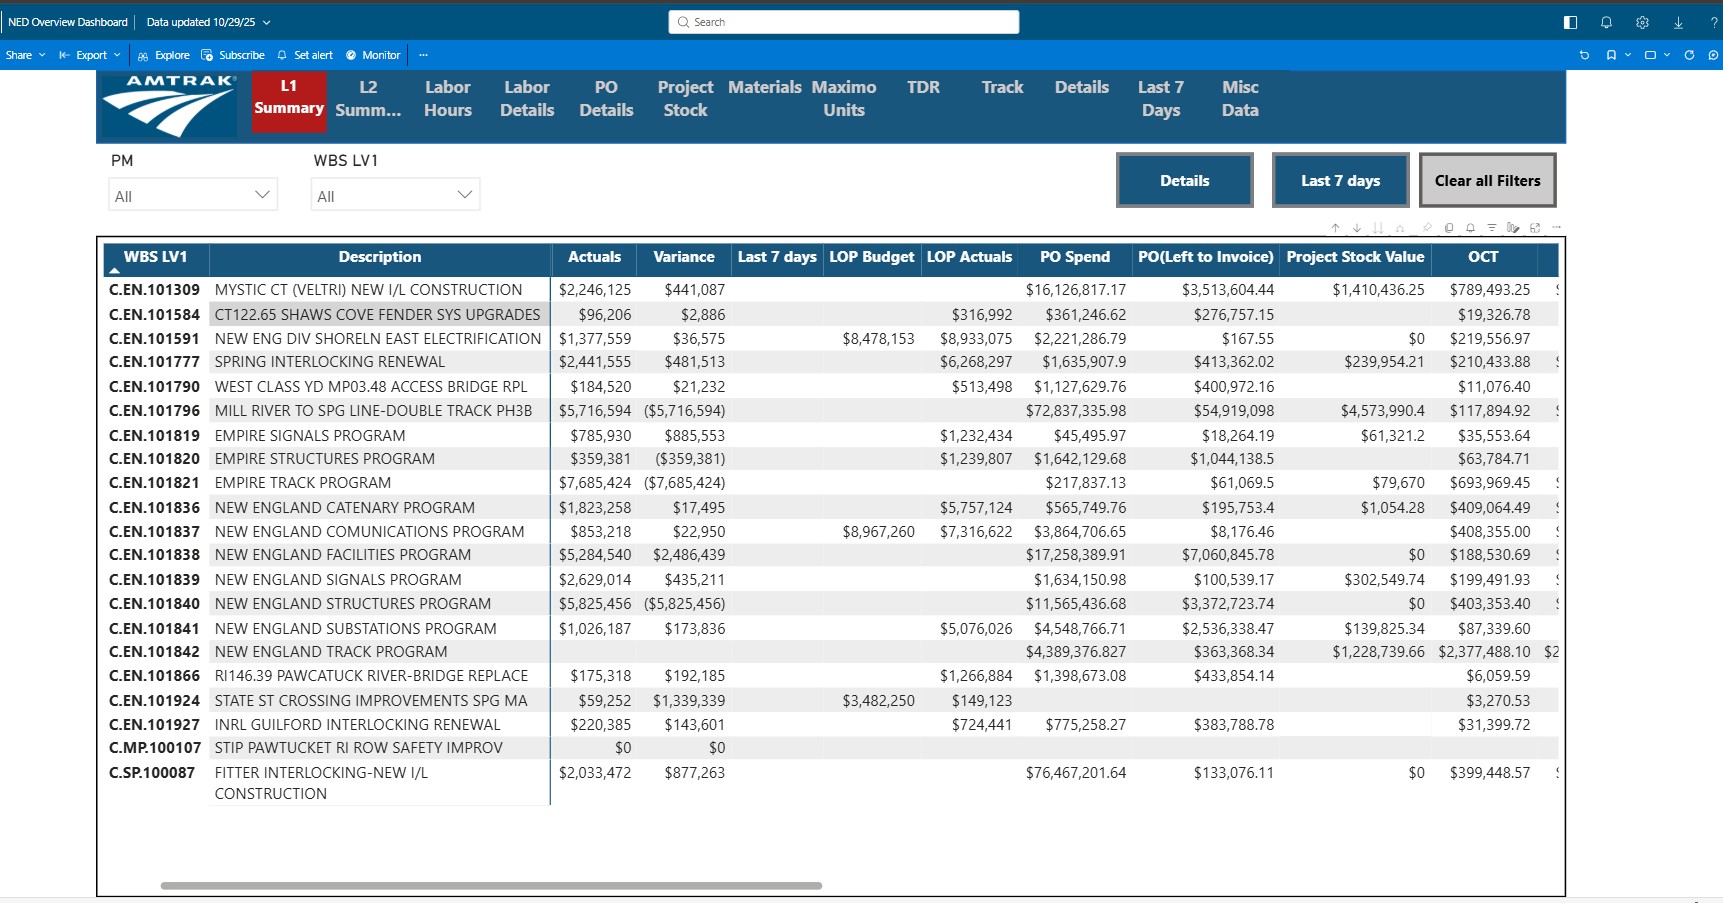 NED Overview Dashboard Data updated 10/29/25
Search
Share Export Explore Subscribe Set alert Monitor ...
AMTRAK
L1 Summary
L2 Summ...
Labor Hours
Labor Details
PO Details
Project Stock
Materials
Maximo Units
TDR
Track
Details
Last 7 Days
Misc Data
PM WBS LV1
All All
Details Last 7 days Clear all Filters
WBS LV1 Description Actuals Variance Last 7 days LOP Budget LOP Actuals PO Spend PO(Left to Invoice) Project Stock Value OCT
C.EN.101309 MYSTIC CT (VELTRI) NEW I/L CONSTRUCTION $2,246,125 $441,087 $16,126,817.17 $3,513,604.44 $1,410,436.25 $789,493.25
C.EN.101584 CT122.65 SHAWS COVE FENDER SYS UPGRADES $96,206 $2,886 $316,992 $361,246.62 $276,757.15 $19,326.78
C.EN.101591 NEW ENG DIV SHORELN EAST ELECTRIFICATION $1,377,559 $36,575 $8,478,153 $8,933,075 $2,221,286.79 $167.55 $0 $219,556.97
C.EN.101777 SPRING INTERLOCKING RENEWAL $2,441,555 $481,513 $6,268,297 $1,635,907.9 $413,362.02 $239,954.21 $210,433.88
C.EN.101790 WEST CLASS YD MP03.48 ACCESS BRIDGE RPL $184,520 $21,232 $513,498 $1,127,629.76 $400,972.16 $11,076.40
C.EN.101796 MILL RIVER TO SPG LINE-DOUBLE TRACK PH3B $5,716,594 ($5,716,594) $72,837,335.98 $54,919,098 $4,573,990.4 $117,894.92
C.EN.101819 EMPIRE SIGNALS PROGRAM $785,930 $885,553 $1,232,434 $45,495.97 $18,264.19 $61,321.2 $35,553.64
C.EN.101820 EMPIRE STRUCTURES PROGRAM $359,381 ($359,381) $1,239,807 $1,642,129.68 $1,044,138.5 $63,784.71
C.EN.101821 EMPIRE TRACK PROGRAM $7,685,424 ($7,685,424) $217,837.13 $61,069.5 $79,670 $693,969.45
C.EN.101836 NEW ENGLAND CATENARY PROGRAM $1,823,258 $17,495 $5,757,124 $565,749.76 $195,753.4 $1,054.28 $409,064.49
C.EN.101837 NEW ENGLAND COMUNICATIONS PROGRAM $853,218 $22,950 $8,967,260 $7,316,622 $3,864,706.65 $8,176.46 $408,355.00
C.EN.101838 NEW ENGLAND FACILITIES PROGRAM $5,284,540 $2,486,439 $17,258,389.91 $7,060,845.78 $0 $188,530.69
C.EN.101839 NEW ENGLAND SIGNALS PROGRAM $2,629,014 $435,211 $1,634,150.98 $100,539.17 $302,549.74 $199,491.93
C.EN.101840 NEW ENGLAND STRUCTURES PROGRAM $5,825,456 ($5,825,456) $11,565,436.68 $3,372,723.74 $0 $403,353.40
C.EN.101841 NEW ENGLAND SUBSTATIONS PROGRAM $1,026,187 $173,836 $5,076,026 $4,548,766.71 $2,536,338.47 $139,825.34 $87,339.60
C.EN.101842 NEW ENGLAND TRACK PROGRAM $4,389,376.827 $363,368.34 $1,228,739.66 $2,377,488.10 $2
C.EN.101866 RI146.39 PAWCATUCK RIVER-BRIDGE REPLACE $175,318 $192,185 $1,266,884 $1,398,673.08 $433,854.14 $6,059.59
C.EN.101924 STATE ST CROSSING IMPROVEMENTS SPG MA $59,252 $1,339,339 $3,482,250 $149,123 $3,270.53
C.EN.101927 INRL GUILFORD INTERLOCKING RENEWAL $220,385 $143,601 $724,441 $775,258.27 $383,788.78 $31,399.72
C.MP.100107 STIP PAWTUCKET RI ROW SAFETY IMPROV $0 $0
C.SP.100087 FITTER INTERLOCKING-NEW I/L $2,033,472 $877,263 $76,467,201.64 $133,076.11 $0 $399,448.57
CONSTRUCTION